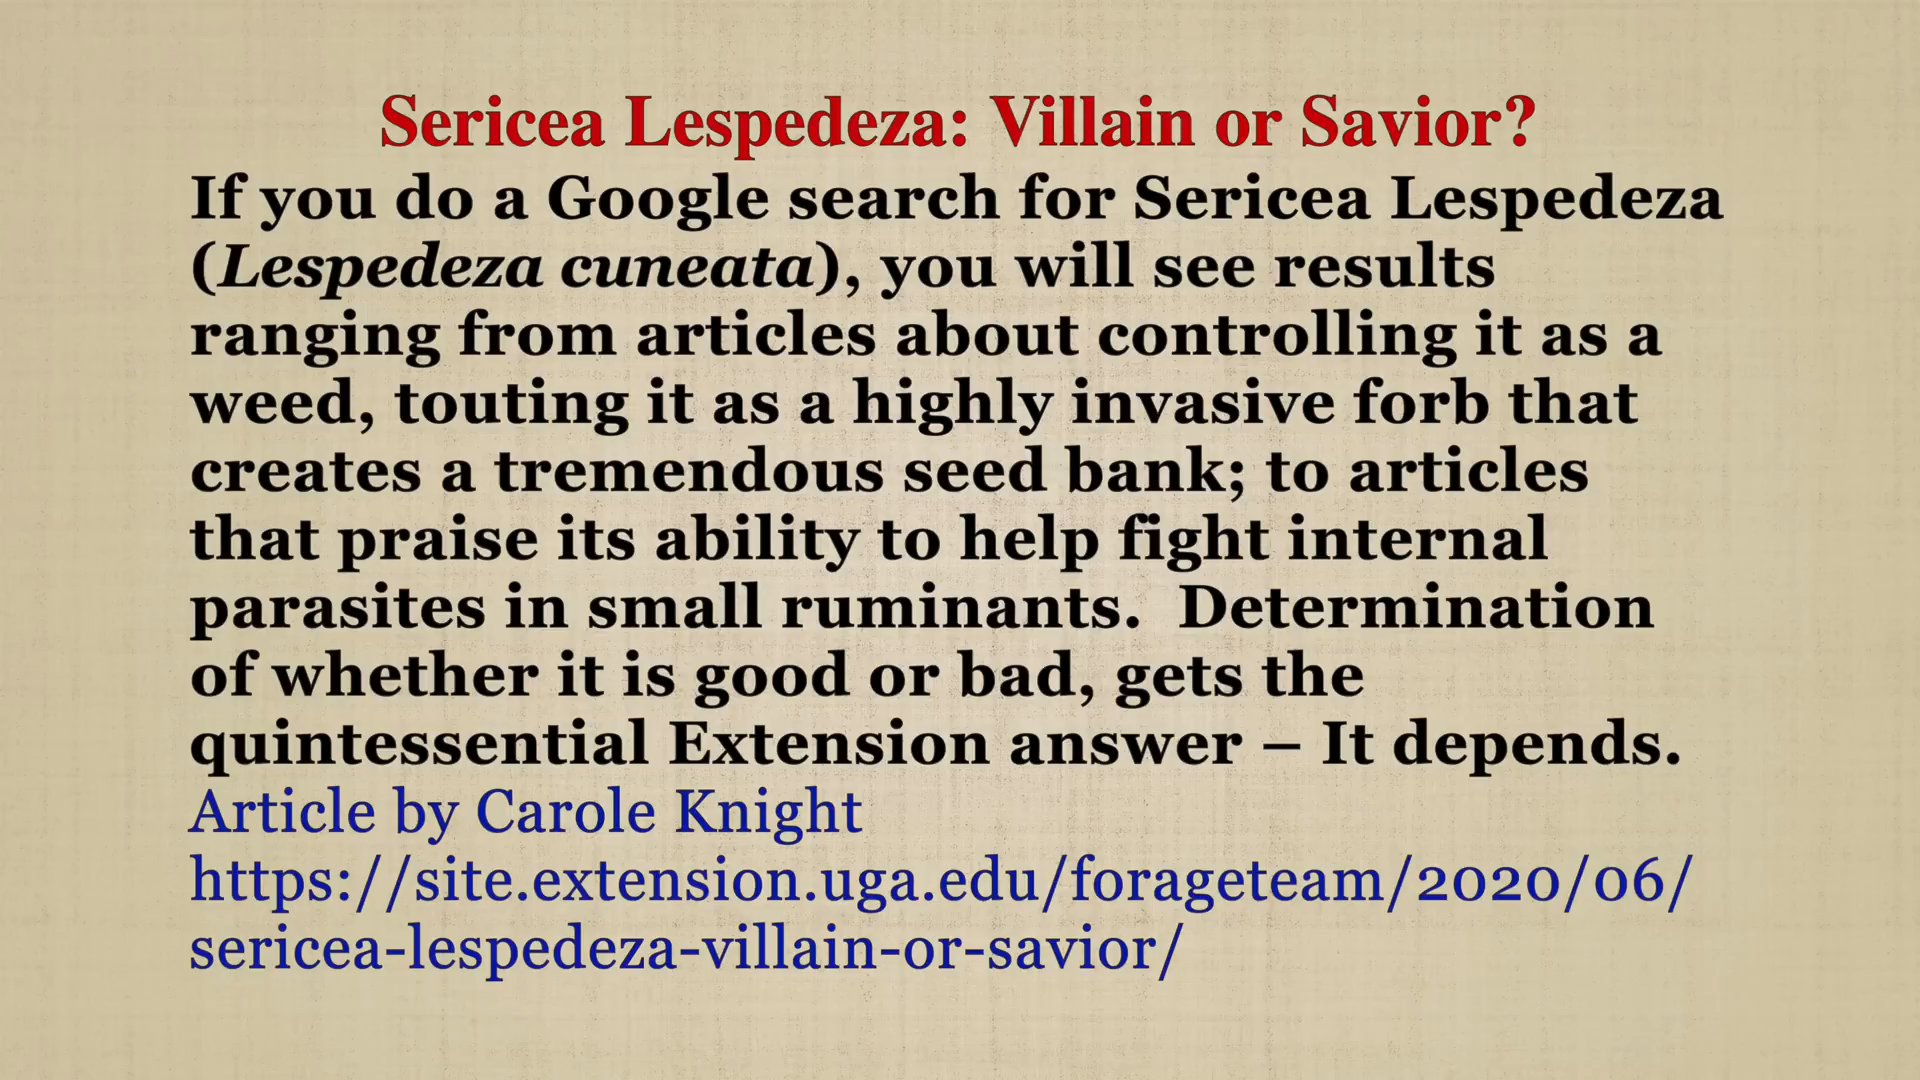 Sericea Lespedeza: Villain or Savior?
If you do a Google search for Sericea Lespedeza
(Lespedeza cuneata), you will see results
ranging from articles about controlling it as a
weed, touting it as a highly invasive forb that
creates a tremendous seed bank; to articles
that praise its ability to help fight internal
parasites in small ruminants.  Determination
of whether it is good or bad, gets the
quintessential Extension answer – It depends.
Article by Carole Knight
https://site.extension.uga.edu/forageteam/2020/06/
sericea-lespedeza-villain-or-savior/